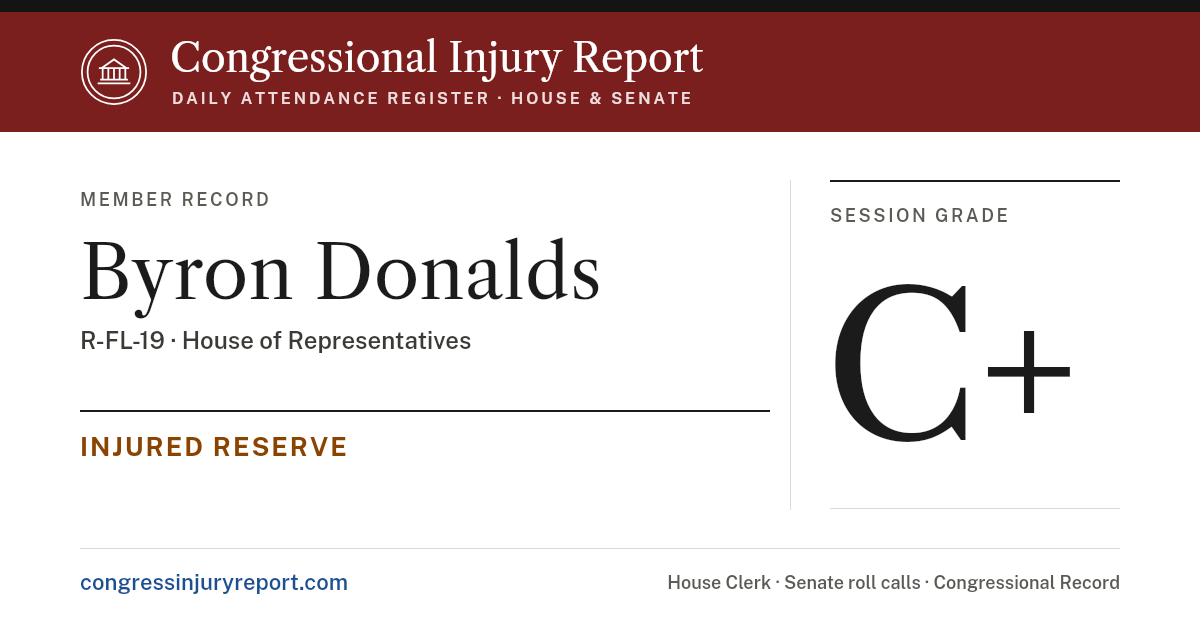 Congressional Injury Report
DAILY ATTENDANCE REGISTER · HOUSE & SENATE
MEMBER RECORD
Byron Donalds
R-FL-19 · House of Representatives
INJURED RESERVE
SESSION GRADE
C+
congressinjuryreport.com
House Clerk · Senate roll calls · Congressional Record